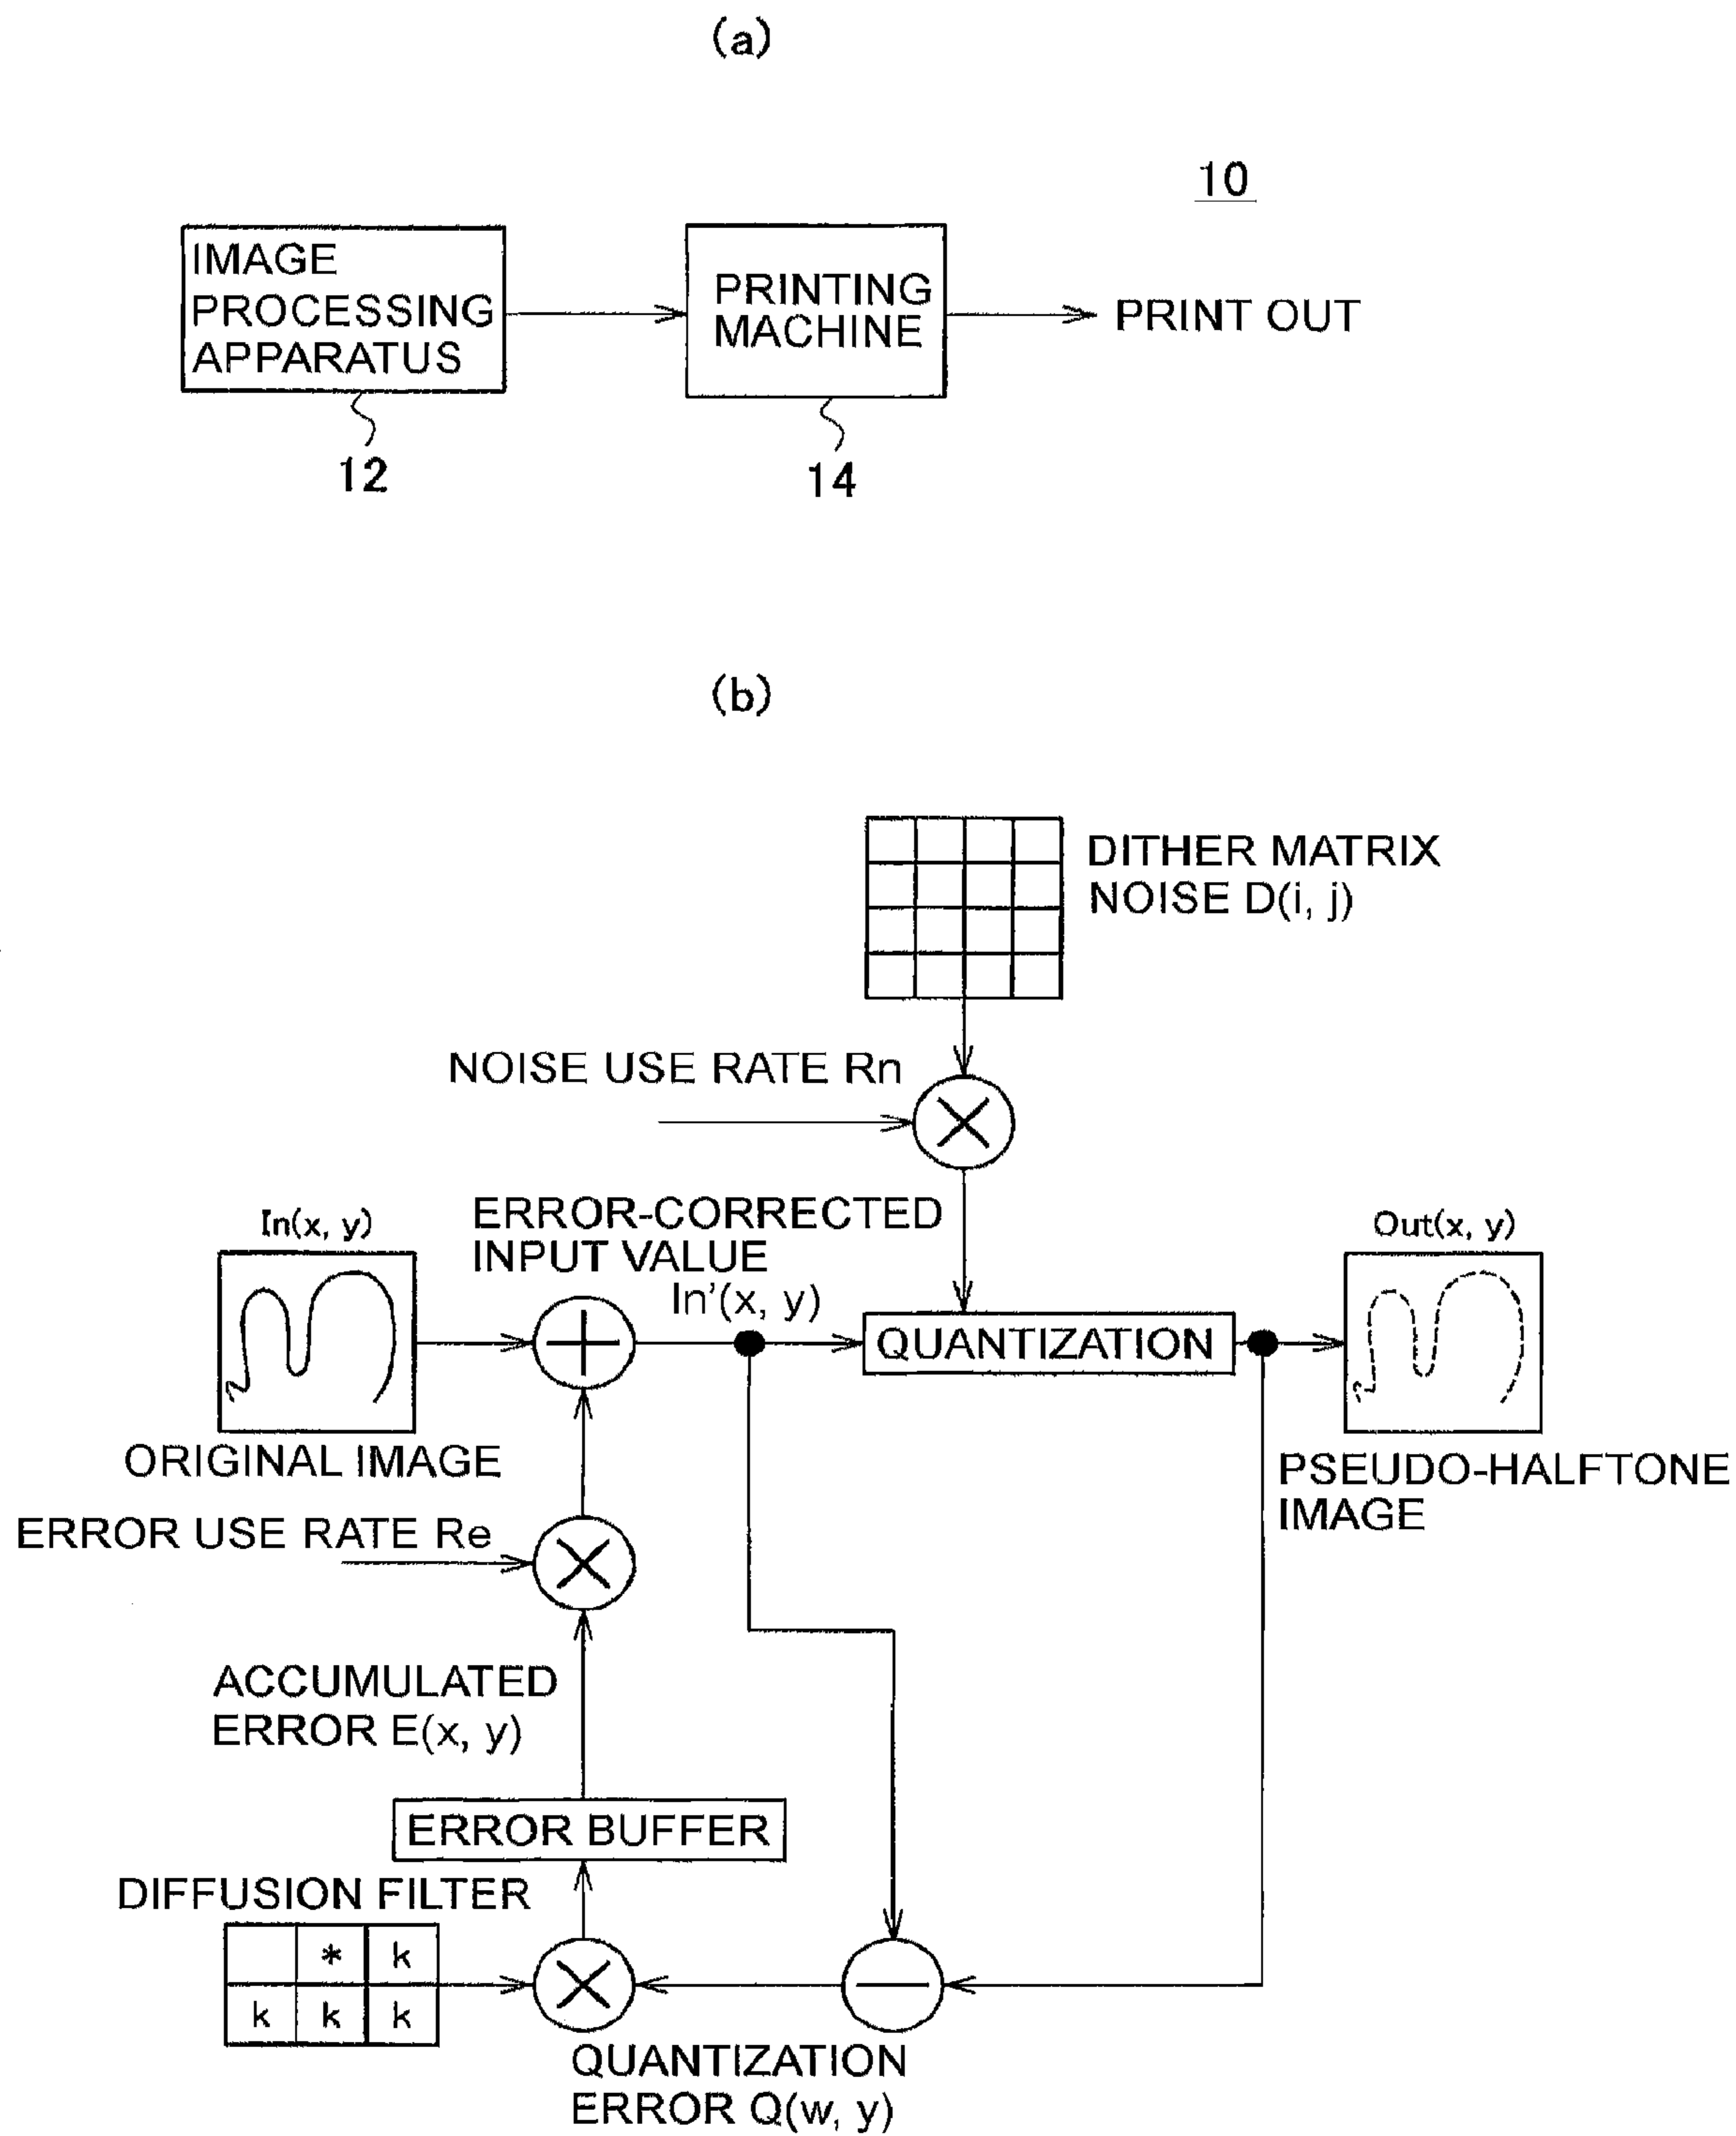 (a)
10
IMAGE
PROCESSING
APPARATUS
PRINTING
MACHINE
PRINT OUT
12
14
(b)
DITHER MATRIX
NOISE D(i, j)
NOISE USE RATE Rn
ERROR-CORRECTED
INPUT VALUE
In'(x, y)
In(x, y)
Out(x, y)
QUANTIZATION
ORIGINAL IMAGE
PSEUDO-HALFTONE
IMAGE
ERROR USE RATE Re
ACCUMULATED
ERROR E(x, y)
ERROR BUFFER
DIFFUSION FILTER
* k
k k k
QUANTIZATION
ERROR Q(w, y)